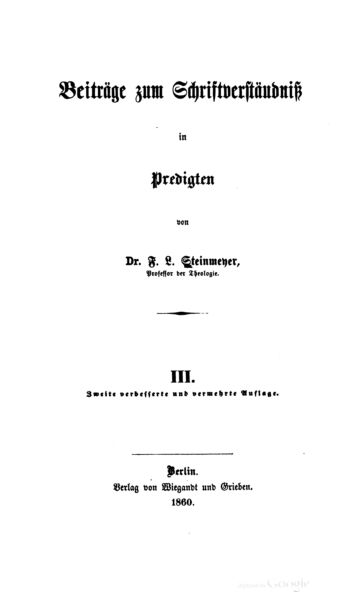 Beiträge zum Schriftverständniß
in
Predigten
von
Dr. F. L. Steinmeyer,
Professor der Theologie.
III.
Zweite verbesserte und vermehrte Auflage.
Berlin.
Verlag von Wiegandt und Grieben.
1860.